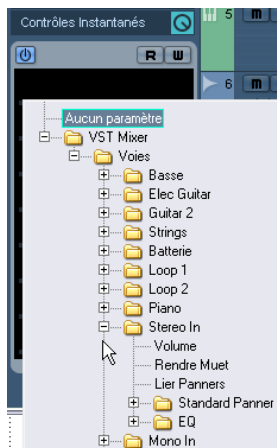 Contrôles Instantanés
5 m
R W
6 m
Aucun paramètre
VST Mixer
Voies
Basse
Elec Guitar
Guitar 2
Strings
Batterie
Loop 1
Loop 2
Piano
Stereo In
Volume
Rendre Muet
Lier Panners
Standard Panner
EQ
Mono In